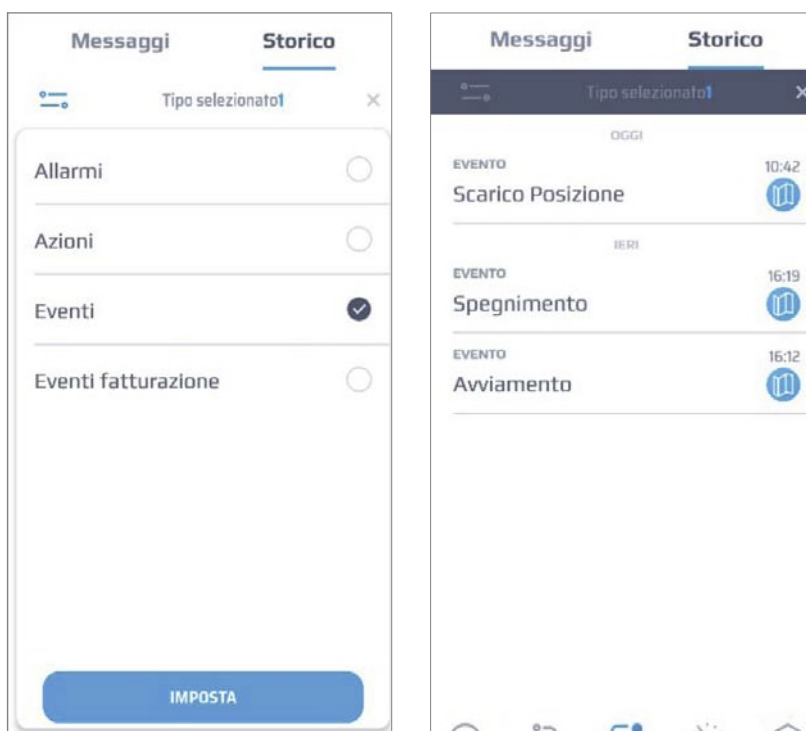 Messaggi Storico
Tipo selezionato1
Allarmi
Azioni
Eventi
Eventi fatturazione
IMPOSTA
Messaggi Storico
Tipo selezionato1
OGGI
EVENTO 10:42
Scarico Posizione
IERI
EVENTO 16:19
Spegnimento
EVENTO 16:12
Avviamento